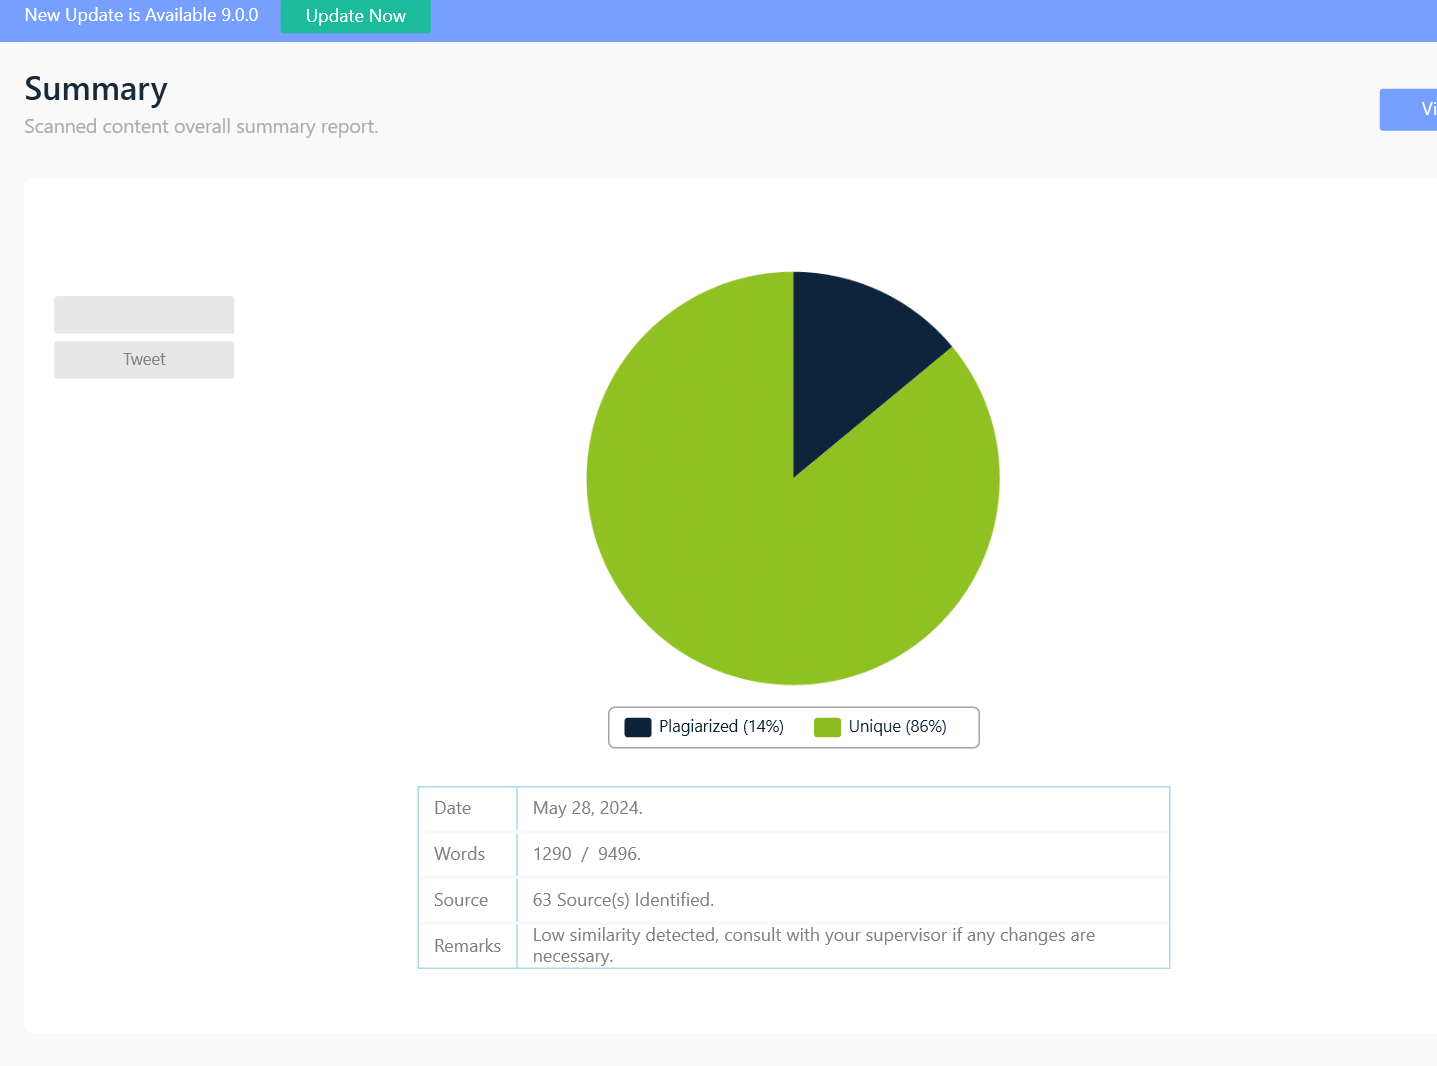 New Update is Available 9.0.0
Update Now
Summary
Scanned content overall summary report.
Tweet
Plagiarized (14%)
Unique (86%)
Date
May 28, 2024.
Words
1290 / 9496.
Source
63 Source(s) Identified.
Remarks
Low similarity detected, consult with your supervisor if any changes are
necessary.